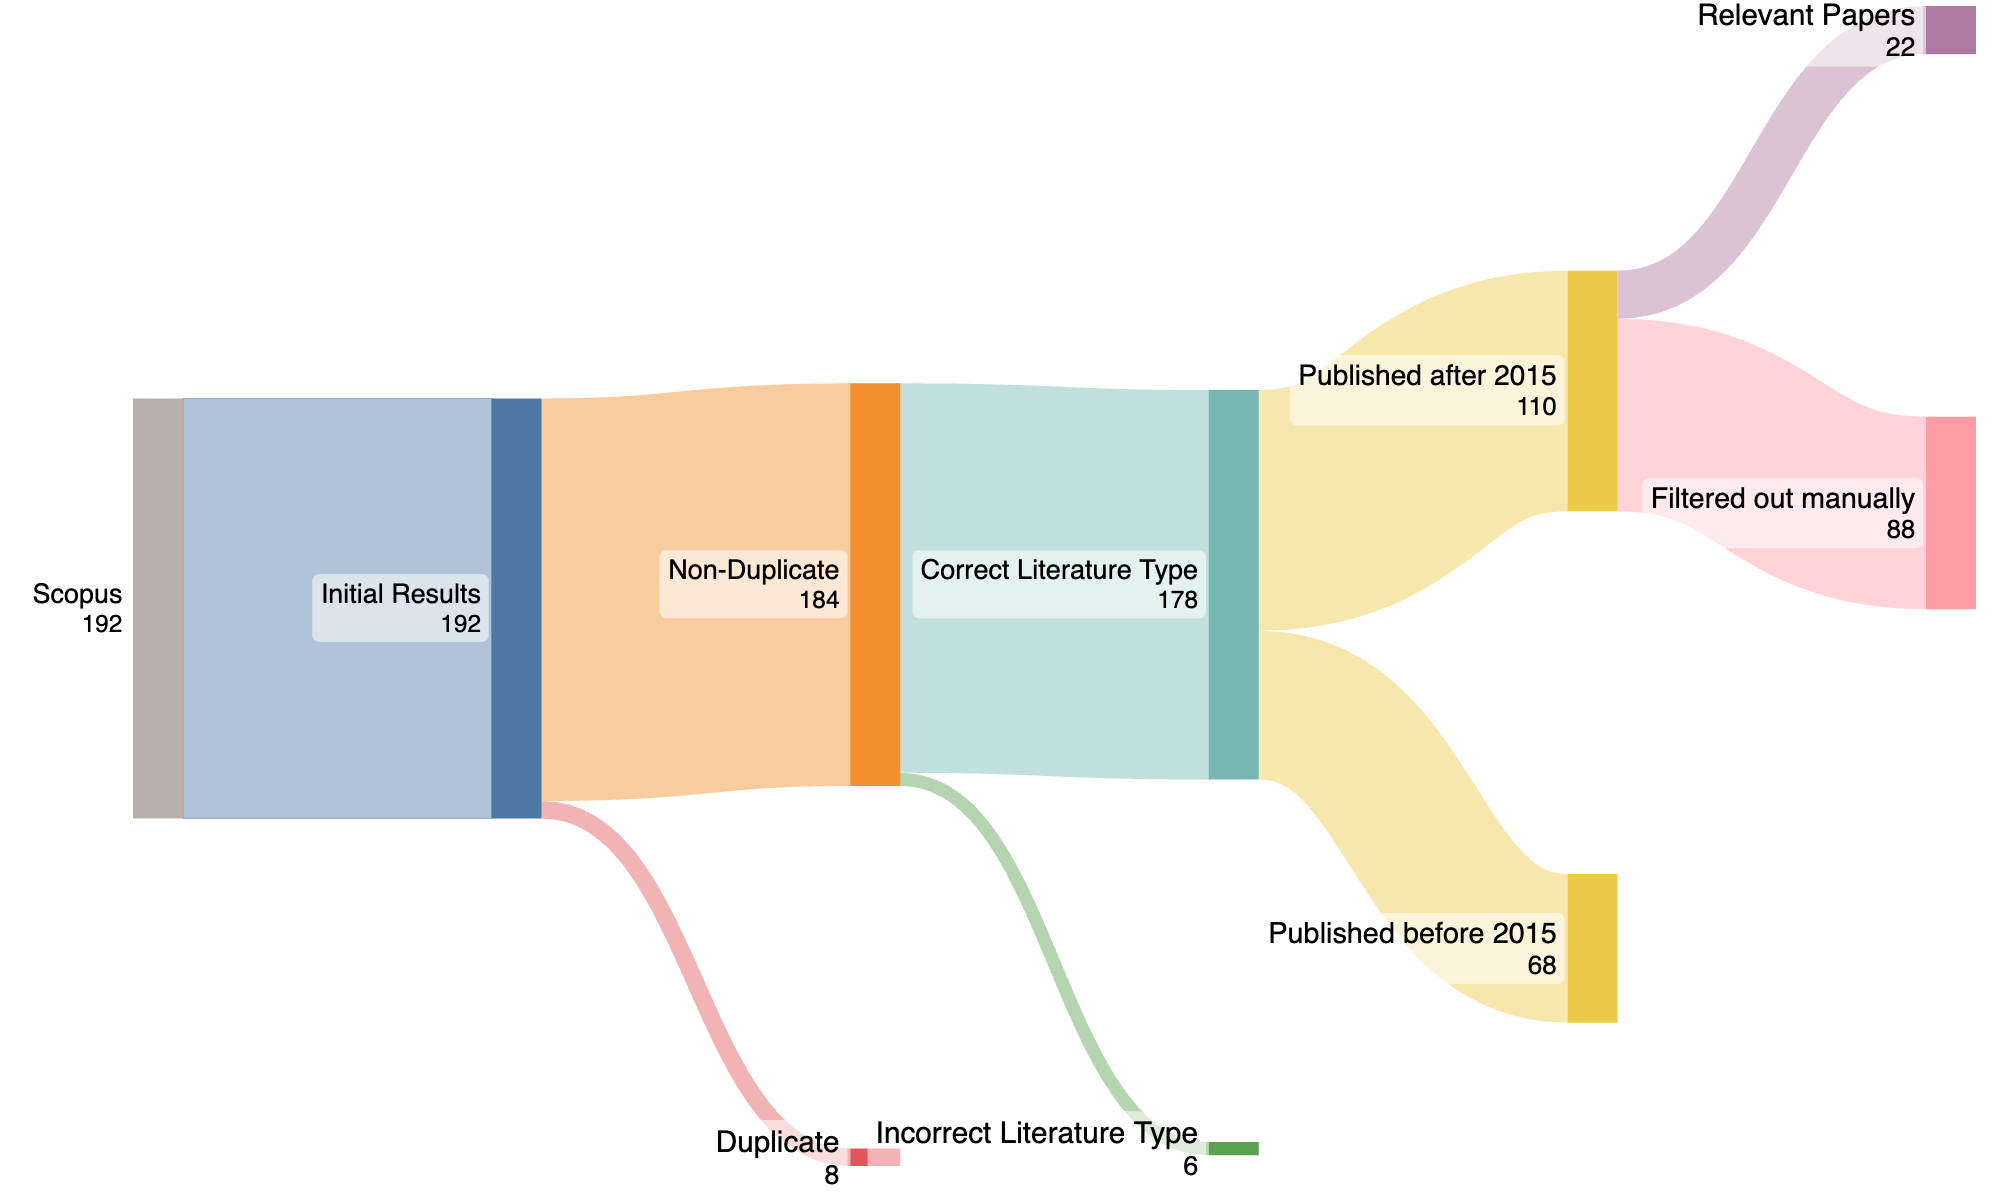 Relevant Papers
22
Published after 2015
110
Filtered out manually
88
Scopus
192
Initial Results
192
Non-Duplicate
184
Correct Literature Type
178
Published before 2015
68
Duplicate
8
Incorrect Literature Type
6